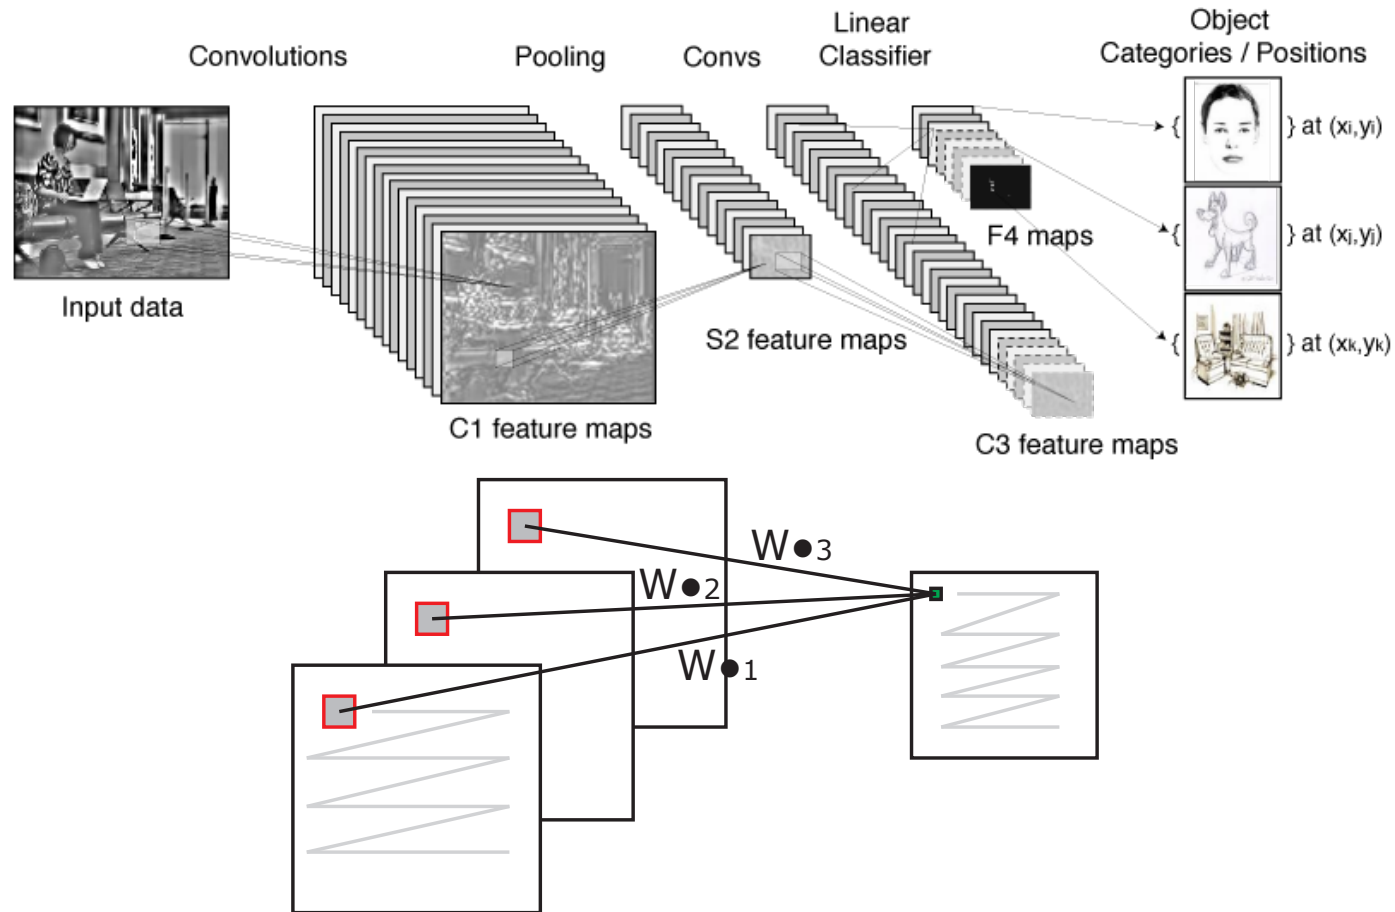 Convolutions
Pooling
Convs
Linear
Classifier
Object
Categories / Positions
{ } at (xi,yi)
{ } at (xj,yj)
{ } at (xk,yk)
Input data
C1 feature maps
S2 feature maps
C3 feature maps
F4 maps
W●3
W●2
W●1